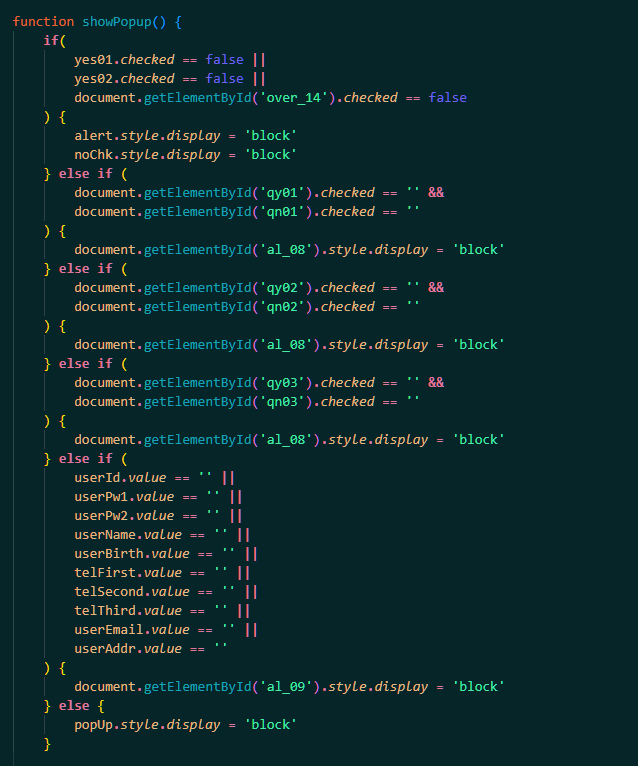 function showPopup() {
    if(
        yes01.checked == false ||
        yes02.checked == false ||
        document.getElementById('over_14').checked == false
    ) {
        alert.style.display = 'block'
        noChk.style.display = 'block'
    } else if (
        document.getElementById('qy01').checked == '' &&
        document.getElementById('qn01').checked == ''
    ) {
        document.getElementById('al_08').style.display = 'block'
    } else if (
        document.getElementById('qy02').checked == '' &&
        document.getElementById('qn02').checked == ''
    ) {
        document.getElementById('al_08').style.display = 'block'
    } else if (
        document.getElementById('qy03').checked == '' &&
        document.getElementById('qn03').checked == ''
    ) {
        document.getElementById('al_08').style.display = 'block'
    } else if (
        userId.value == '' ||
        userPw1.value == '' ||
        userPw2.value == '' ||
        userName.value == '' ||
        userBirth.value == '' ||
        telFirst.value == '' ||
        telSecond.value == '' ||
        telThird.value == '' ||
        userEmail.value == '' ||
        userAddr.value == ''
    ) {
        document.getElementById('al_09').style.display = 'block'
    } else {
        popUp.style.display = 'block'
    }